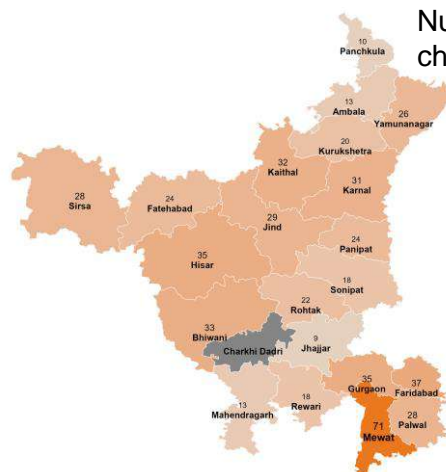 Nu
ch
10
Panchkula
13
Ambala
26
Yamunanagar
20
Kurukshetra
32
Kaithal
31
Karnal
28
Sirsa
24
Fatehabad
29
Jind
24
Panipat
35
Hisar
18
Sonipat
22
Rohtak
33
Bhiwani
Charkhi Dadri
9
Jhajjar
35
Gurgaon
37
Faridabad
13
Mahendragarh
18
Rewari
28
Palwal
71
Mewat